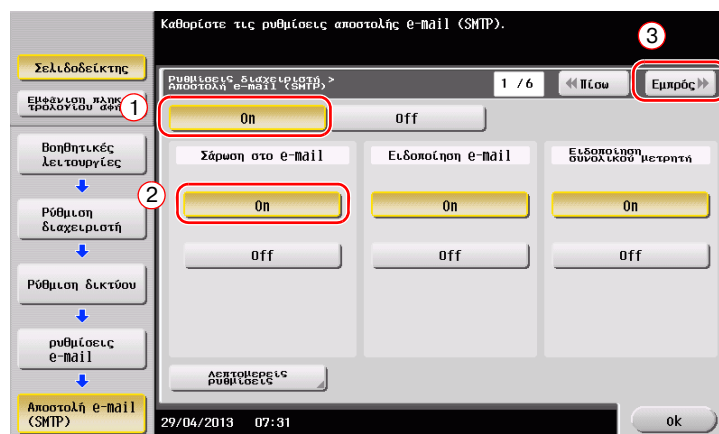 Καθορίστε τις ρυθμίσεις αποστολής e-mail (SMTP).
3
Σελιδοδείκτης
Ρυθμίσεις διαχειριστή >
Αποστολή e-mail (SMTP)
1 /6
Πίσω
Εμπρός
Εμφάνιση πληκ
τρολογίου αφή
1
On
Off
Βοηθητικές
λειτουργίες
Σάρωση στο e-mail
Ειδοποίηση e-mail
Ειδοποίηση
συνολικού μετρητή
2
On
On
On
Ρύθμιση
διαχειριστή
Off
Off
Off
Ρύθμιση δικτύου
ρυθμίσεις
e-mail
Λεπτομερείς
ρυθμίσεις
Αποστολή e-mail
(SMTP)
29/04/2013 07:31
ok